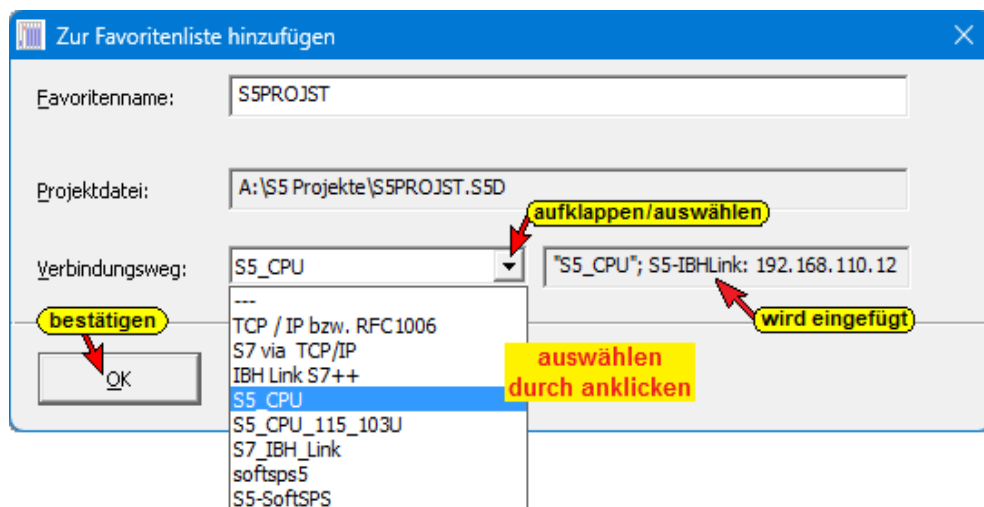 Zur Favoritenliste hinzufügen
Favoritenname:
S5PROJST
Projektdatei:
A:\S5 Projekte\S5PROJST.S5D
aufklappen/auswählen
Verbindungsweg:
S5_CPU
"S5_CPU"; S5-IBHLink: 192.168.110.12
---
bestätigen
TCP / IP bzw. RFC1006
wird eingefügt
S7 via TCP/IP
auswählen
durch anklicken
IBH Link S7++
OK
S5_CPU
S5_CPU_115_103U
S7_IBH_Link
softsps5
S5-SoftSPS